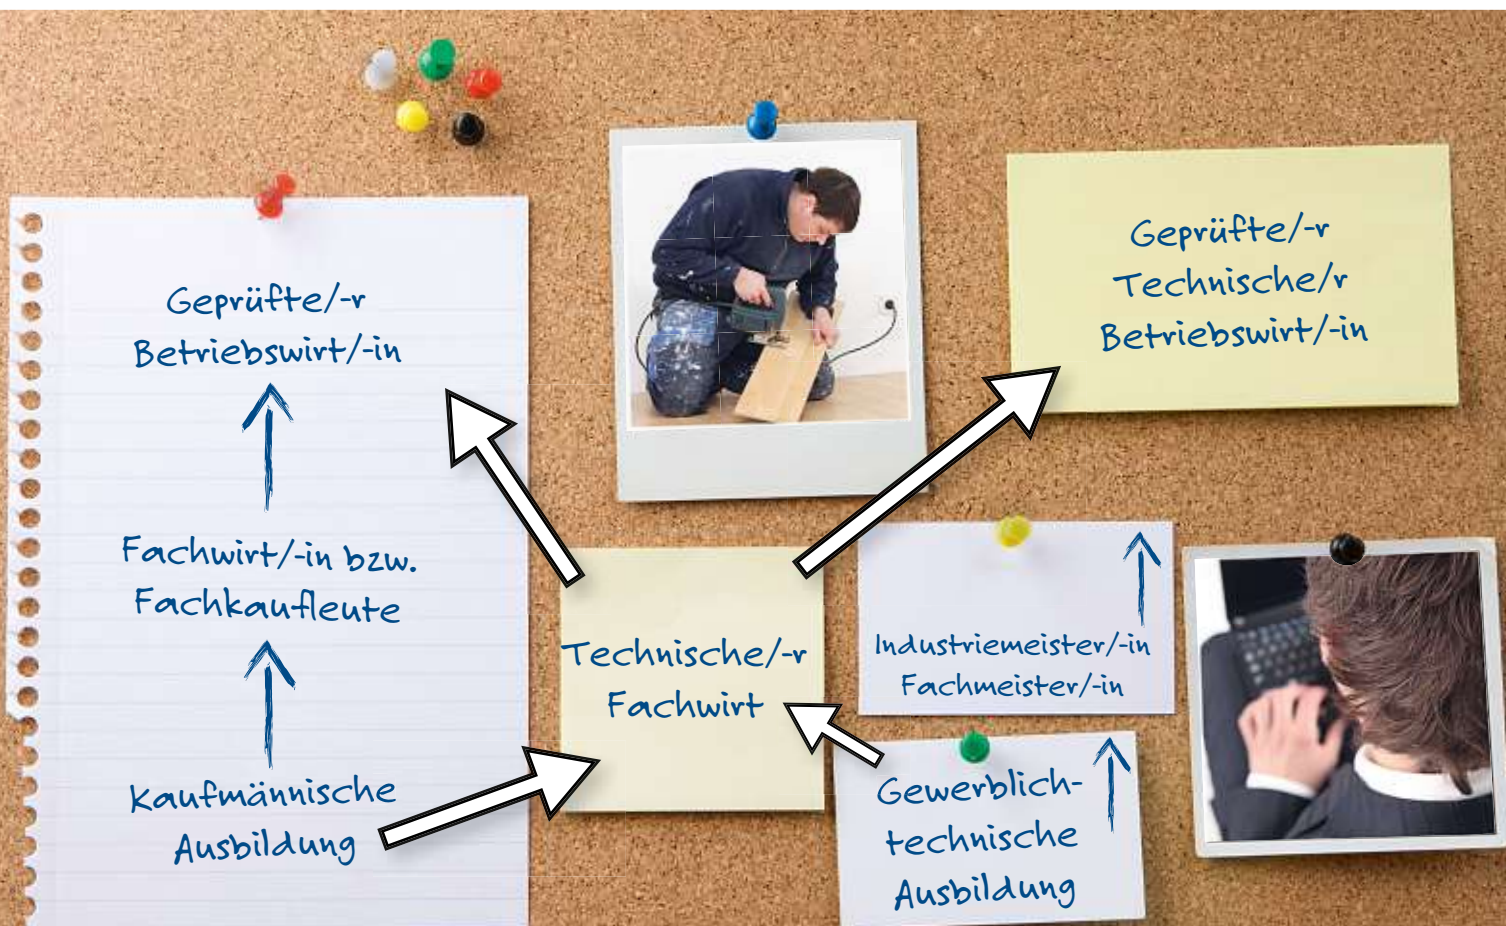 Geprüfte/-r
Betriebswirt/-in
Fachwirt/-in bzw.
Fachkaufleute
Kaufmännische
Ausbildung
Technische/-r
Fachwirt
Geprüfte/-r
Technische/r
Betriebswirt/-in
Industriemeister/-in
Fachmeister/-in
Gewerblich-
technische
Ausbildung